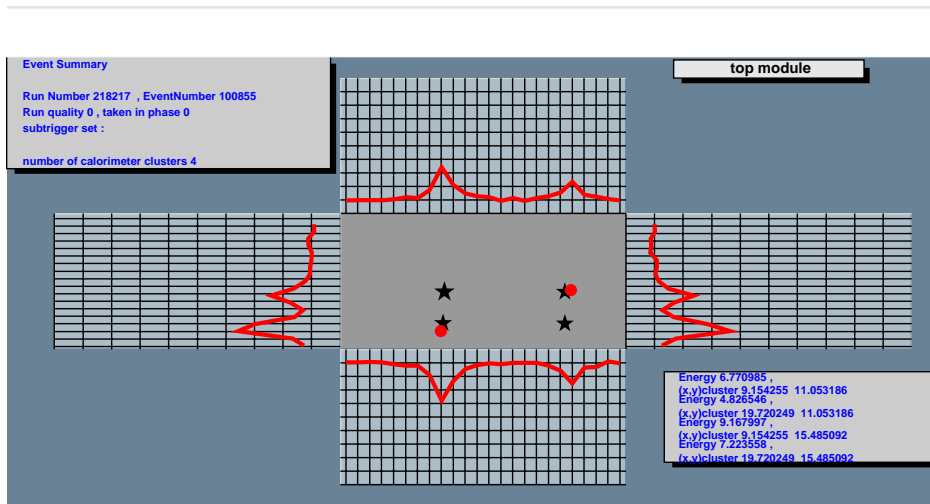 Event Summary
top module
Run Number 218217 , EventNumber 100855
Run quality 0 , taken in phase 0
subtrigger set :
number of calorimeter clusters 4
Energy 6.770985 ,
(x,y)cluster 9.154255 11.053186
Energy 4.826546 ,
(x,y)cluster 19.720249 11.053186
Energy 9.167997 ,
(x,y)cluster 9.154255 15.485092
Energy 7.223558 ,
(x,y)cluster 19.720249 15.485092